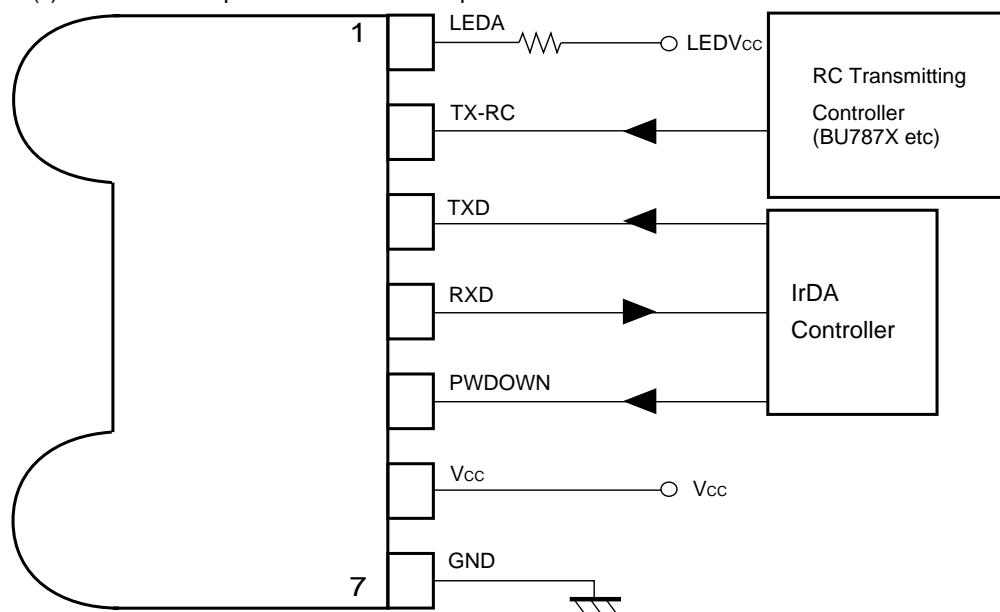 1
LEDA
LEDVcc
RC Transmitting
Controller
(BU787X etc)
TX-RC
TXD
RXD
IrDA
Controller
PWDOWN
Vcc
Vcc
7
GND